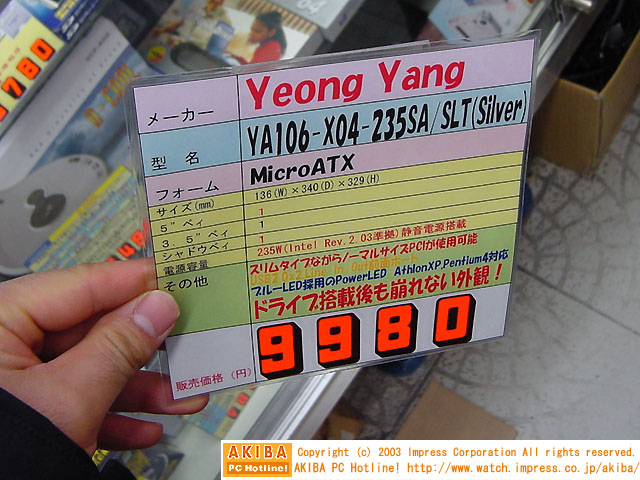 メーカー Yeong Yang
型 名 YA106-X04-235SA/SLT(Silver)
フォーム MicroATX
サイズ(mm) 136(W)×340(D)×329(H)
5"ベイ 1
3.5"ベイ 1
シャドウベイ 1
電源容量 235W(Intel Rev.2.03準拠)静音電源搭載
その他 スリムタイプながらノーマルサイズPCIが使用可能
ブルーLED採用のPowerLED AthlonXP,Pentium4対応
ドライブ搭載後も崩れない外観！
販売価格(円) 9980
AKIBA
PC Hotline!
Copyright (c) 2003 Impress Corporation All rights reserved.
AKIBA PC Hotline! http://www.watch.impress.co.jp/akiba/